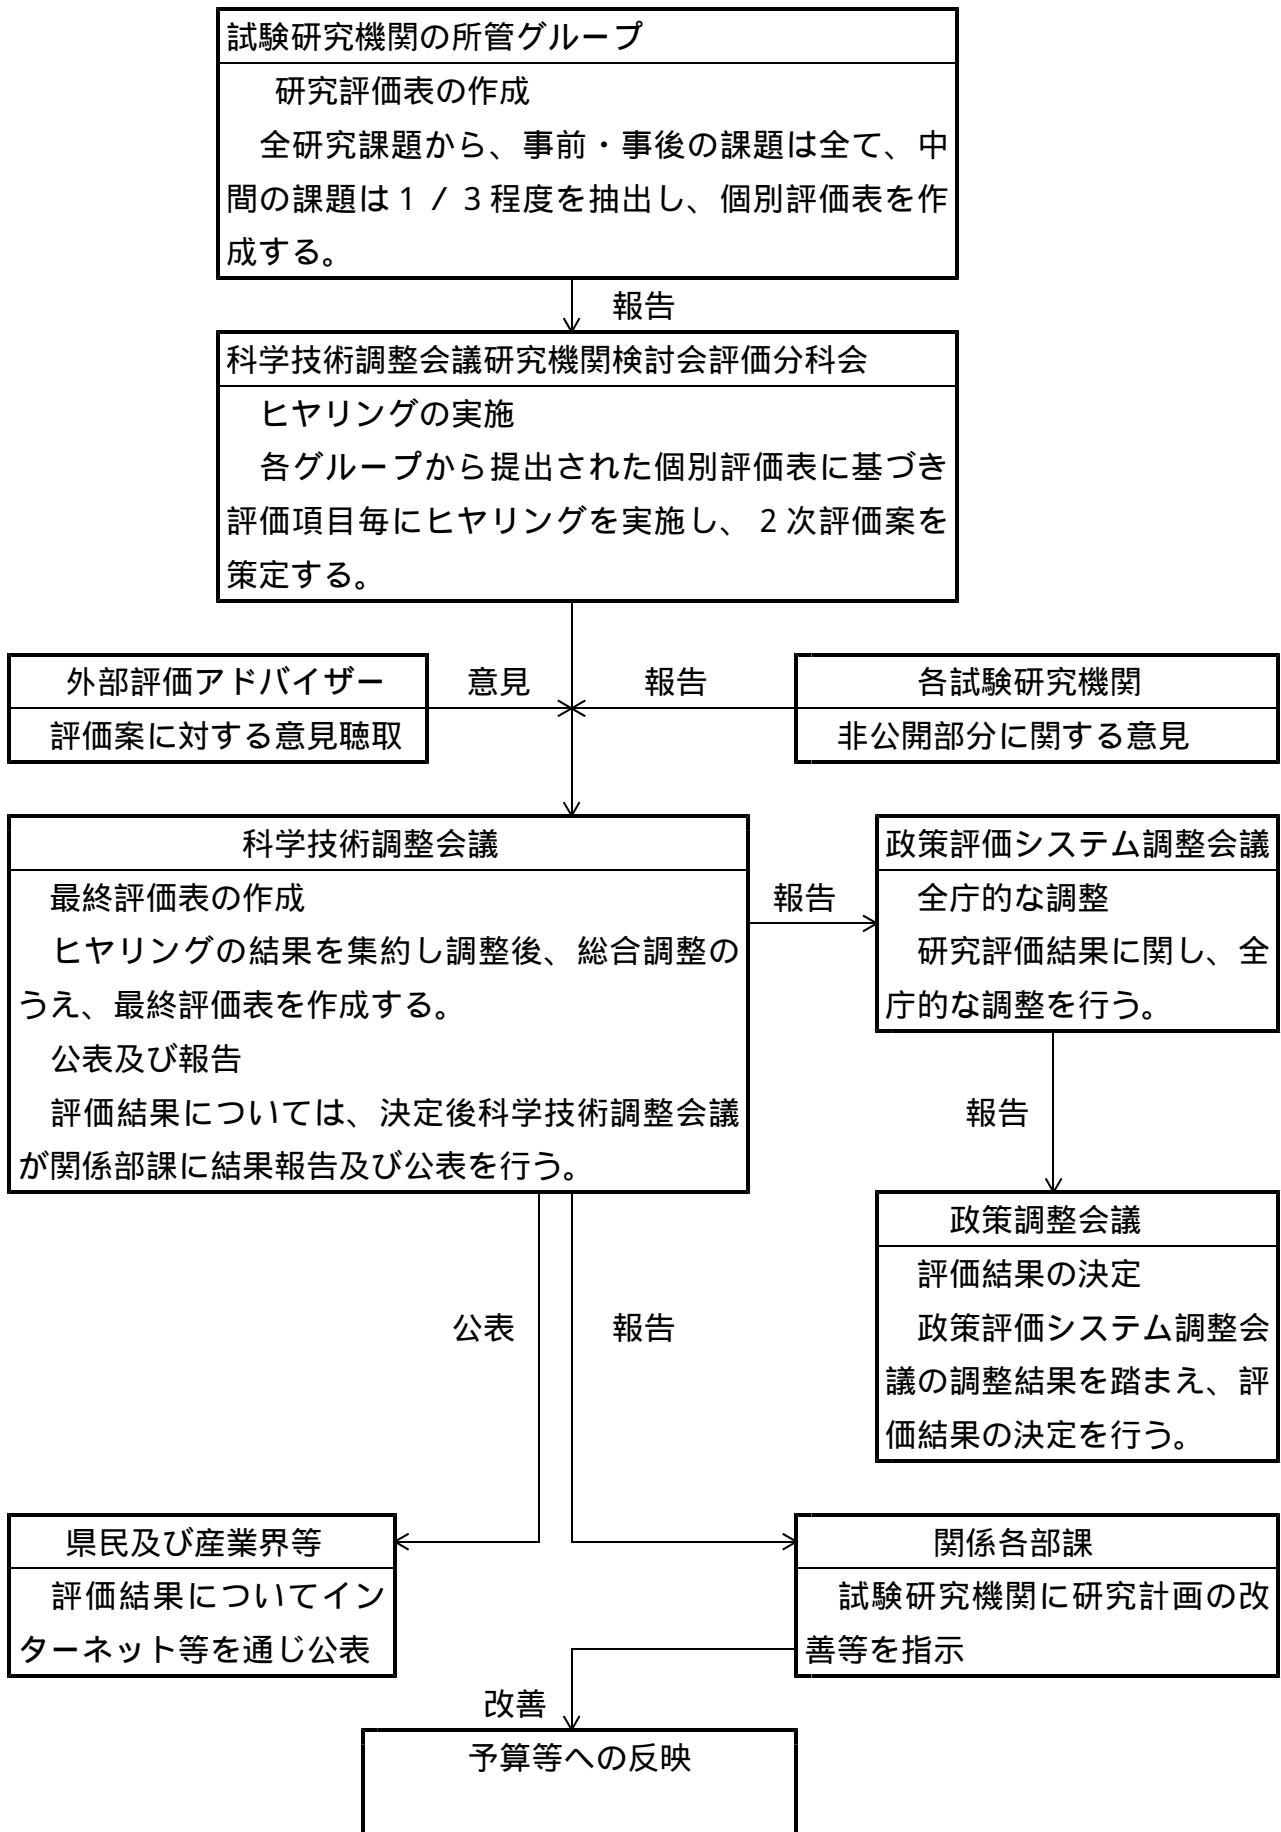 試験研究機関の所管グループ
研究評価表の作成
全研究課題から、事前・事後の課題は全て、中
間の課題は１／３程度を抽出し、個別評価表を作
成する。
報告
科学技術調整会議研究機関検討会評価分科会
ヒヤリングの実施
各グループから提出された個別評価表に基づき
評価項目毎にヒヤリングを実施し、２次評価案を
策定する。
外部評価アドバイザー
評価案に対する意見聴取
意見
報告
各試験研究機関
非公開部分に関する意見
科学技術調整会議
最終評価表の作成
ヒヤリングの結果を集約し調整後、総合調整の
うえ、最終評価表を作成する。
公表及び報告
評価結果については、決定後科学技術調整会議
が関係部課に結果報告及び公表を行う。
報告
政策評価システム調整会議
全庁的な調整
研究評価結果に関し、全
庁的な調整を行う。
報告
政策調整会議
評価結果の決定
政策評価システム調整会
議の調整結果を踏まえ、評
価結果の決定を行う。
公表
報告
県民及び産業界等
評価結果についてイン
ターネット等を通じ公表
関係各部課
試験研究機関に研究計画の改
善等を指示
改善
予算等への反映